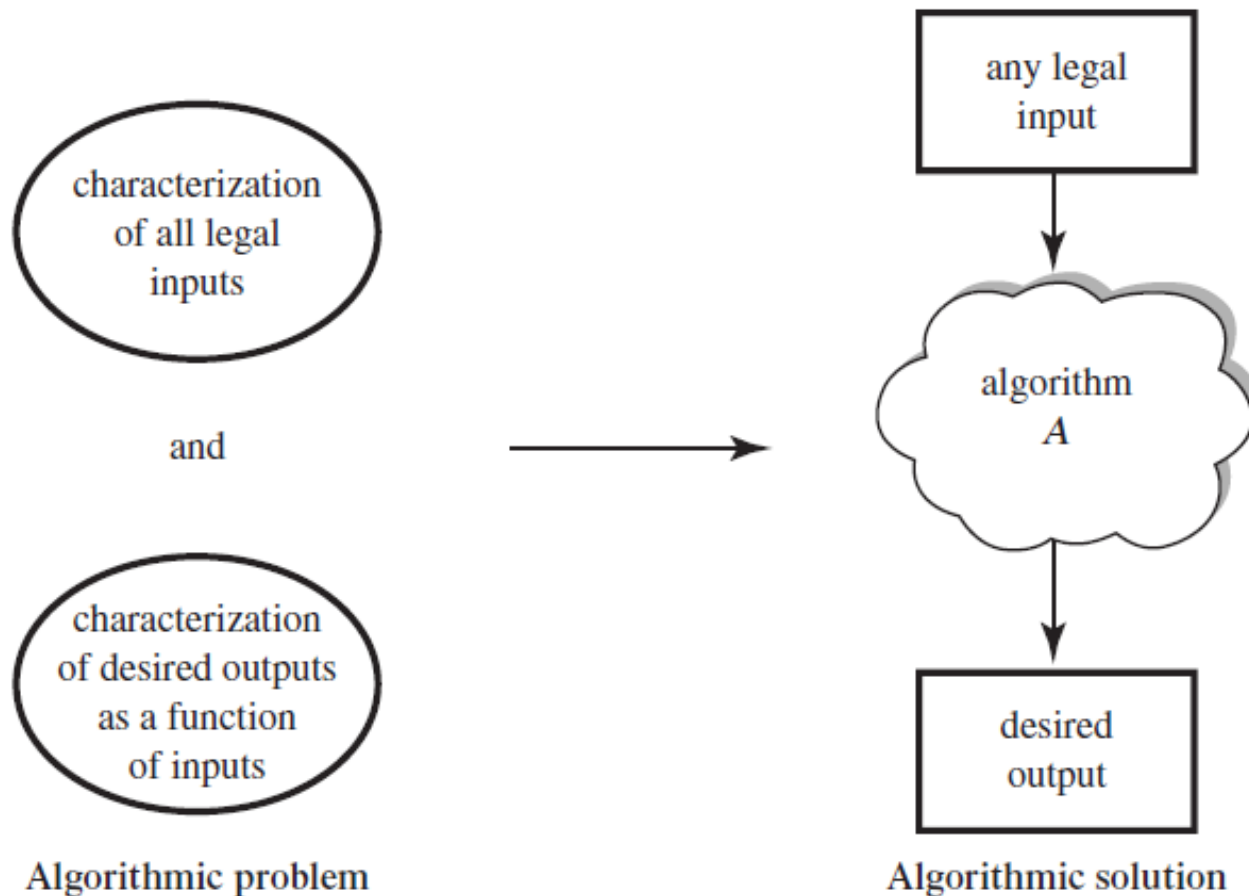 characterization
of all legal
inputs
and
characterization
of desired outputs
as a function
of inputs
Algorithmic problem
any legal
input
algorithm
A
desired
output
Algorithmic solution